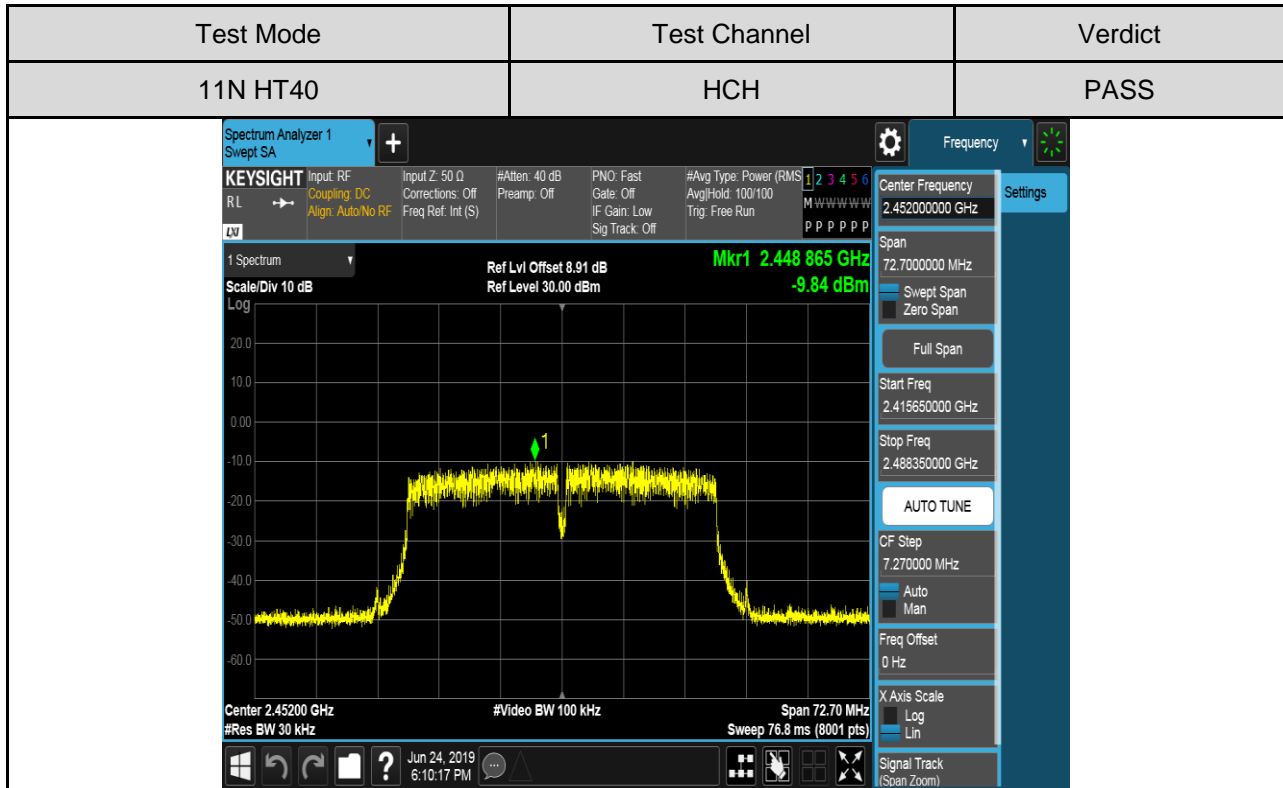 Test Mode Test Channel Verdict
11N HT40 HCH PASS
Spectrum Analyzer 1
Swept SA
+
Frequency
KEYSIGHT
RL
LXI
Input: RF
Coupling: DC
Align: Auto/No RF
Input Z: 50 Ω
Corrections: Off
Freq Ref: Int (S)
#Atten: 40 dB
Preamp: Off
PNO: Fast
Gate: Off
IF Gain: Low
Sig Track: Off
#Avg Type: Power (RMS
Avg|Hold: 100/100
Trig: Free Run
1 2 3 4 5 6
M W W W W W
P P P P P P
1 Spectrum
Scale/Div 10 dB
Ref Lvl Offset 8.91 dB
Ref Level 30.00 dBm
Mkr1 2.448 865 GHz
-9.84 dBm
Log
20.0
10.0
0.00
-10.0
-20.0
-30.0
-40.0
-50.0
-60.0
1
Center 2.45200 GHz
#Res BW 30 kHz
#Video BW 100 kHz
Span 72.70 MHz
Sweep 76.8 ms (8001 pts)
?
Jun 24, 2019
6:10:17 PM
Center Frequency
2.452000000 GHz
Span
72.7000000 MHz
Swept Span
Zero Span
Full Span
Start Freq
2.415650000 GHz
Stop Freq
2.488350000 GHz
AUTO TUNE
CF Step
7.270000 MHz
Auto
Man
Freq Offset
0 Hz
X Axis Scale
Log
Lin
Signal Track
(Span Zoom)
Settings